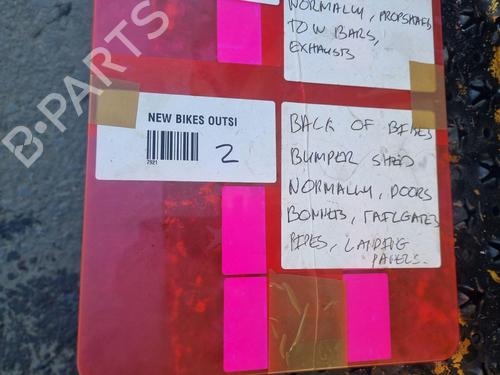 NORMALLY, PROPSHAFTS
TOW BARS,
EXHAUSTS
B-PARTS
NEW BIKES OUTSI
2921
2
BACK OF BIKES
BUMPER SHED
NORMALLY, DOORS
BONNETS, TAILGATES
PIPES, LANDING
PANELS.